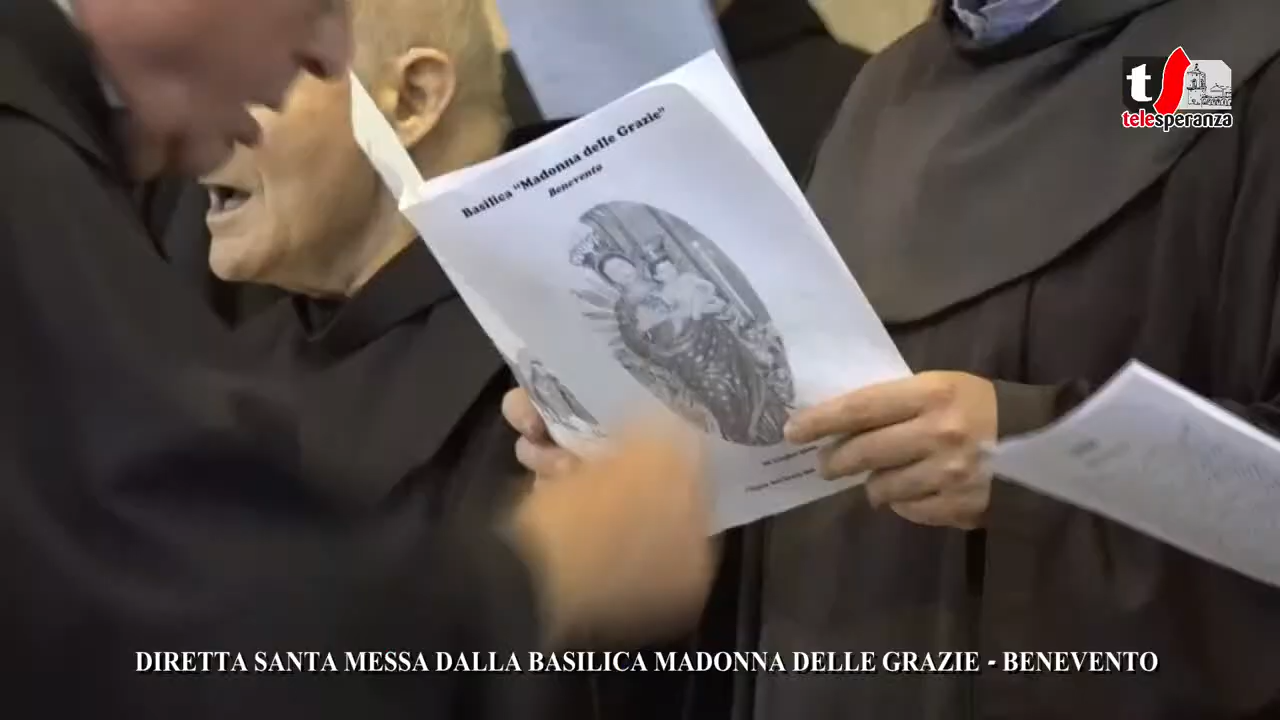 t
telesperanza
Basilica "Madonna delle Grazie"
Benevento
DIRETTA SANTA MESSA DALLA BASILICA MADONNA DELLE GRAZIE - BENEVENTO